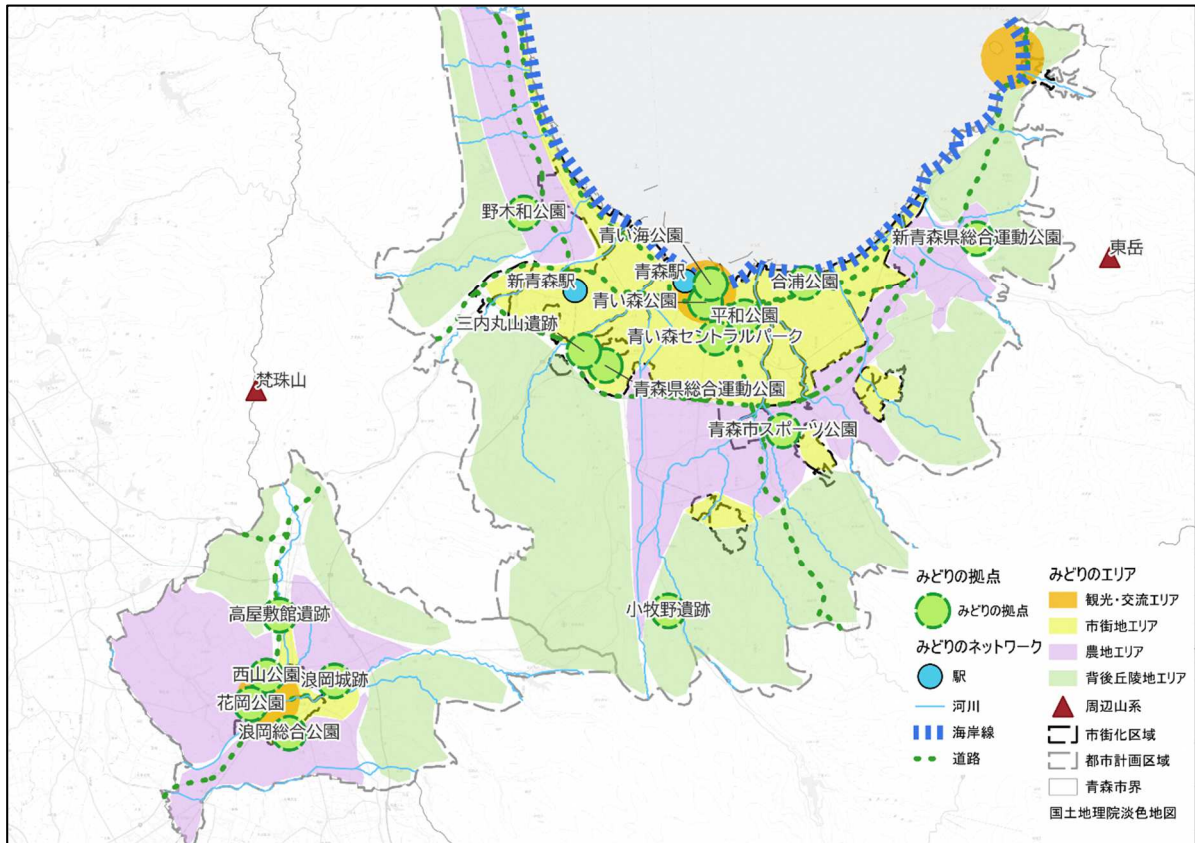 野木和公園
青い海公園
新青森県総合運動公園
東岳
新青森駅
青森駅
合浦公園
青い森公園
平和公園
三内丸山遺跡
青い森セントラルパーク
梵珠山
青森県総合運動公園
青森市スポーツ公園
小牧野遺跡
高屋敷館遺跡
西山公園
浪岡城跡
花岡公園
浪岡総合公園
みどりの拠点
みどりの拠点
みどりのネットワーク
駅
河川
海岸線
道路
みどりのエリア
観光・交流エリア
市街地エリア
農地エリア
背後丘陵地エリア
周辺山系
市街化区域
都市計画区域
青森市界
国土地理院淡色地図